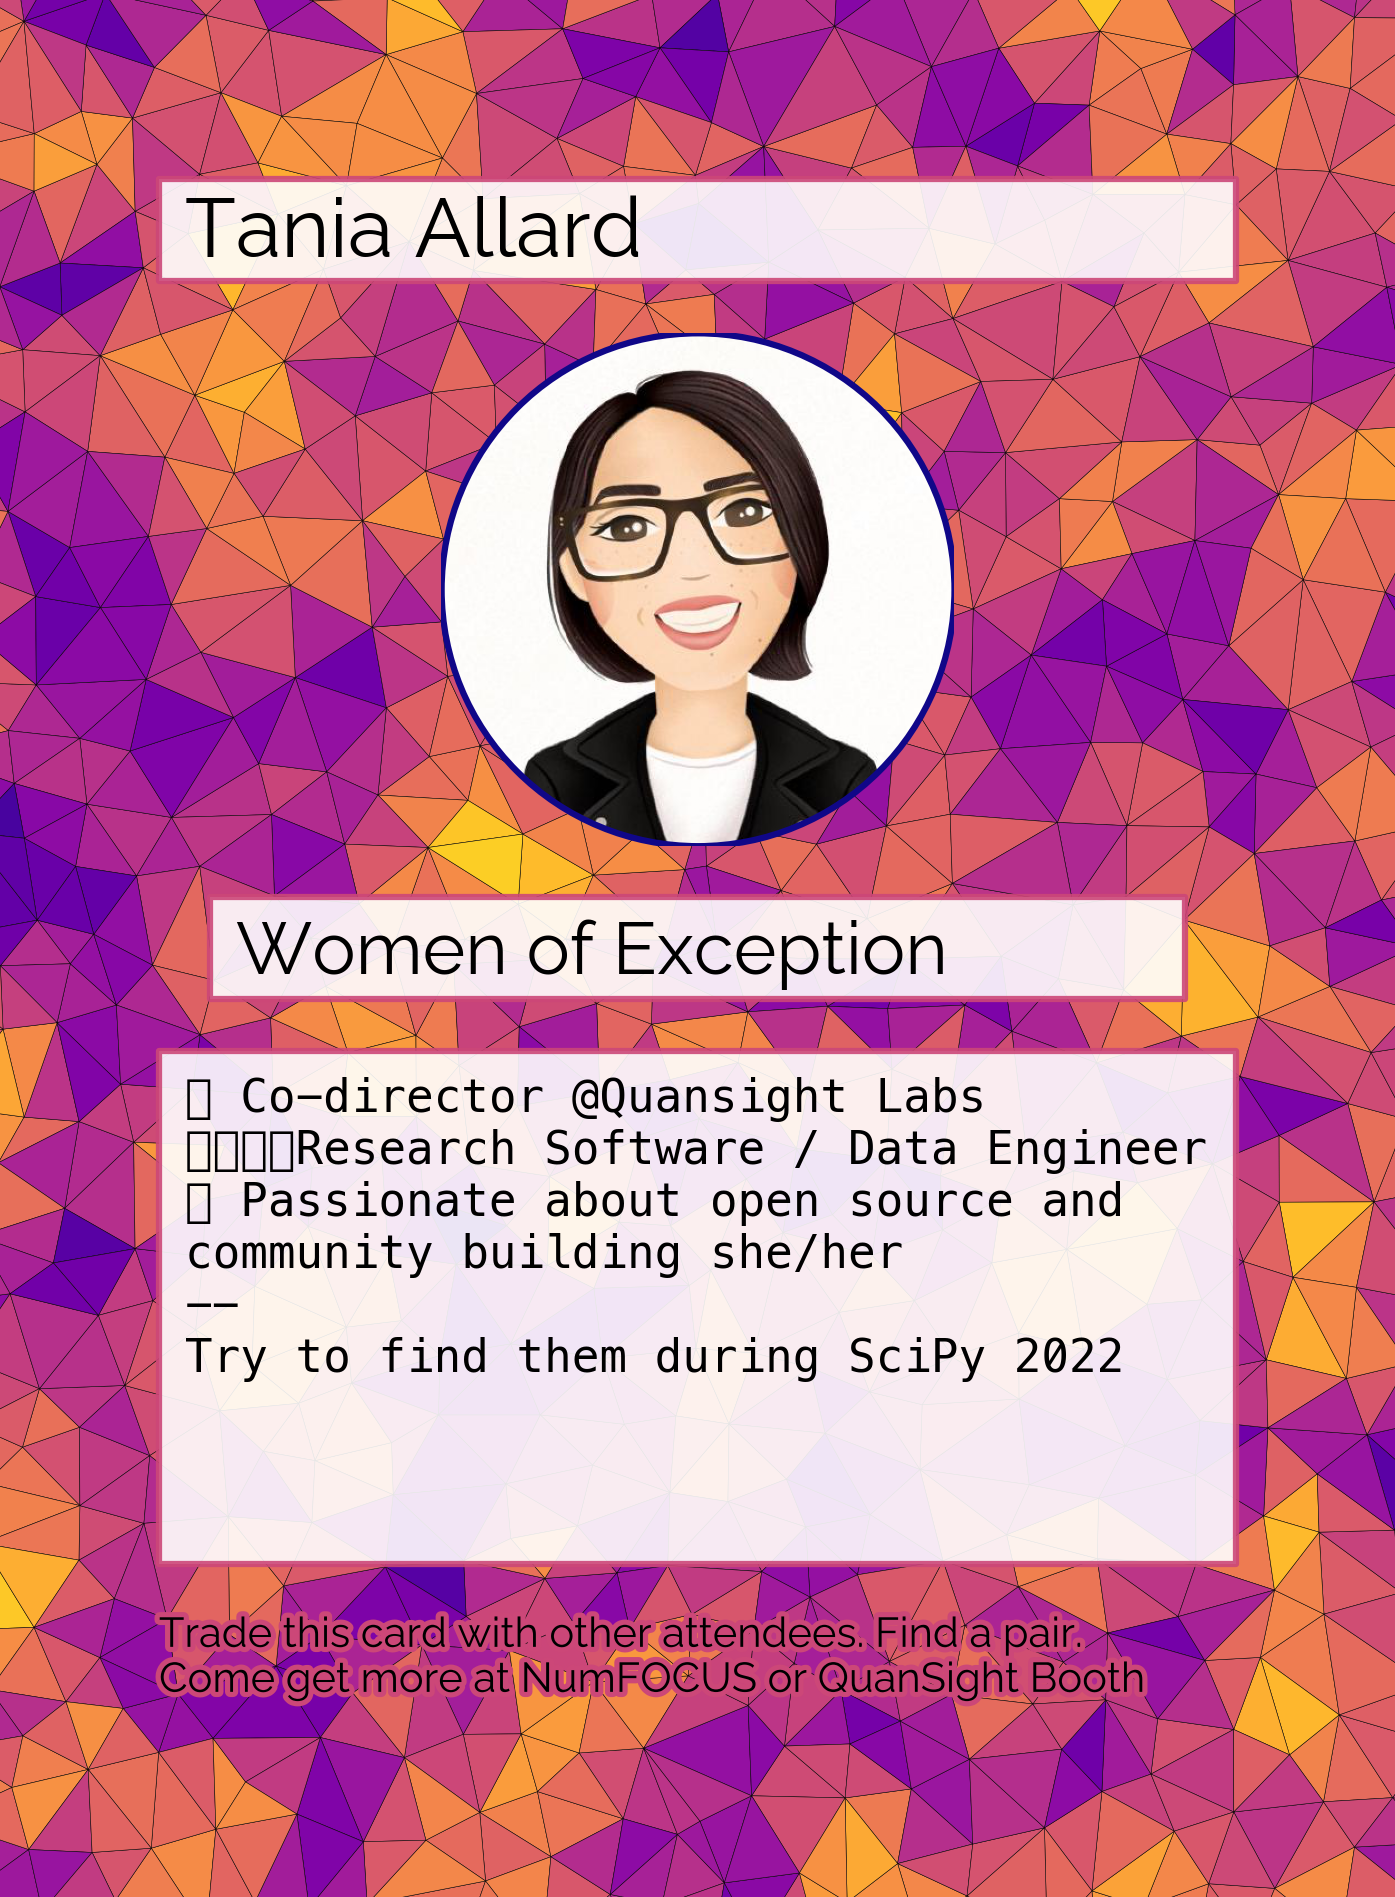 Tania Allard
Women of Exception
▯ Co–director @Quansight Labs
▯▯▯▯Research Software / Data Engineer
▯ Passionate about open source and
community building she/her
––
Try to find them during SciPy 2022
Trade this card with other attendees. Find a pair.
Come get more at NumFOCUS or QuanSight Booth